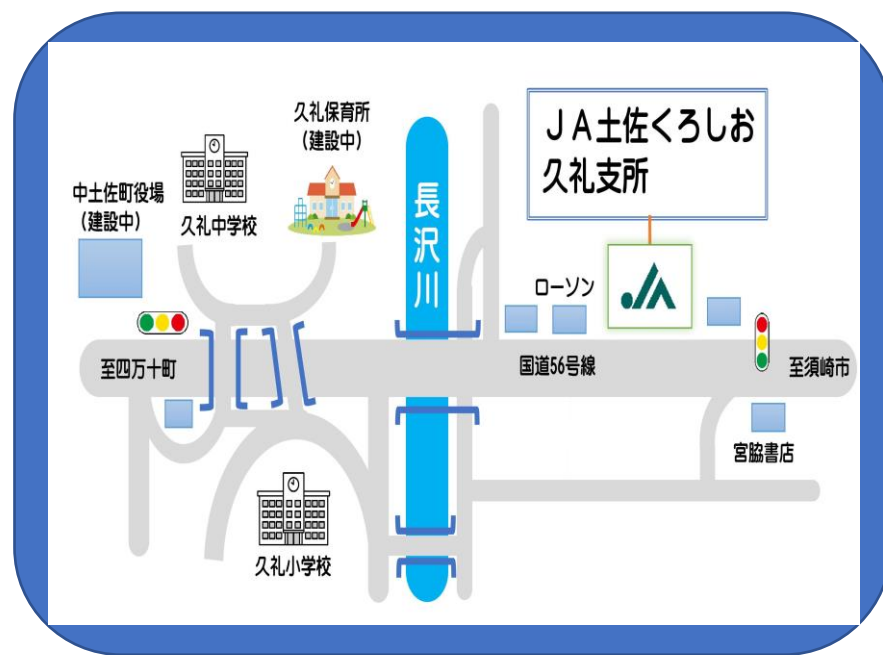 久礼保育所
（建設中）
ＪＡ土佐くろしお
久礼支所
中土佐町役場
（建設中）
久礼中学校
長沢川
ローソン
JA
至四万十町
国道56号線
至須崎市
宮脇書店
久礼小学校